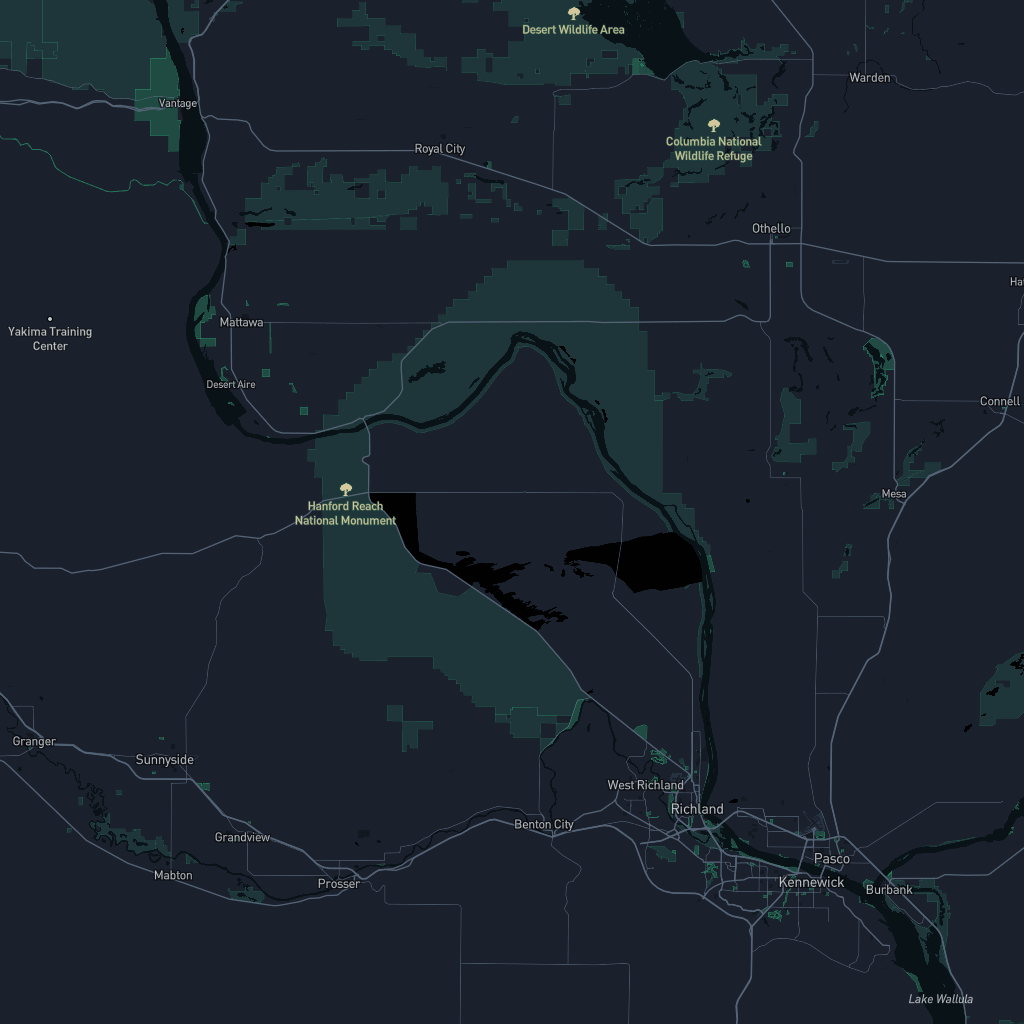 Desert Wildlife Area
Warden
Vantage
Columbia National
Wildlife Refuge
Royal City
Othello
Mattawa
Yakima Training
Center
Desert Aire
Connell
Mesa
Hanford Reach
National Monument
Granger
Sunnyside
West Richland
Richland
Grandview
Benton City
Pasco
Mabton
Prosser
Kennewick
Burbank
Lake Wallula